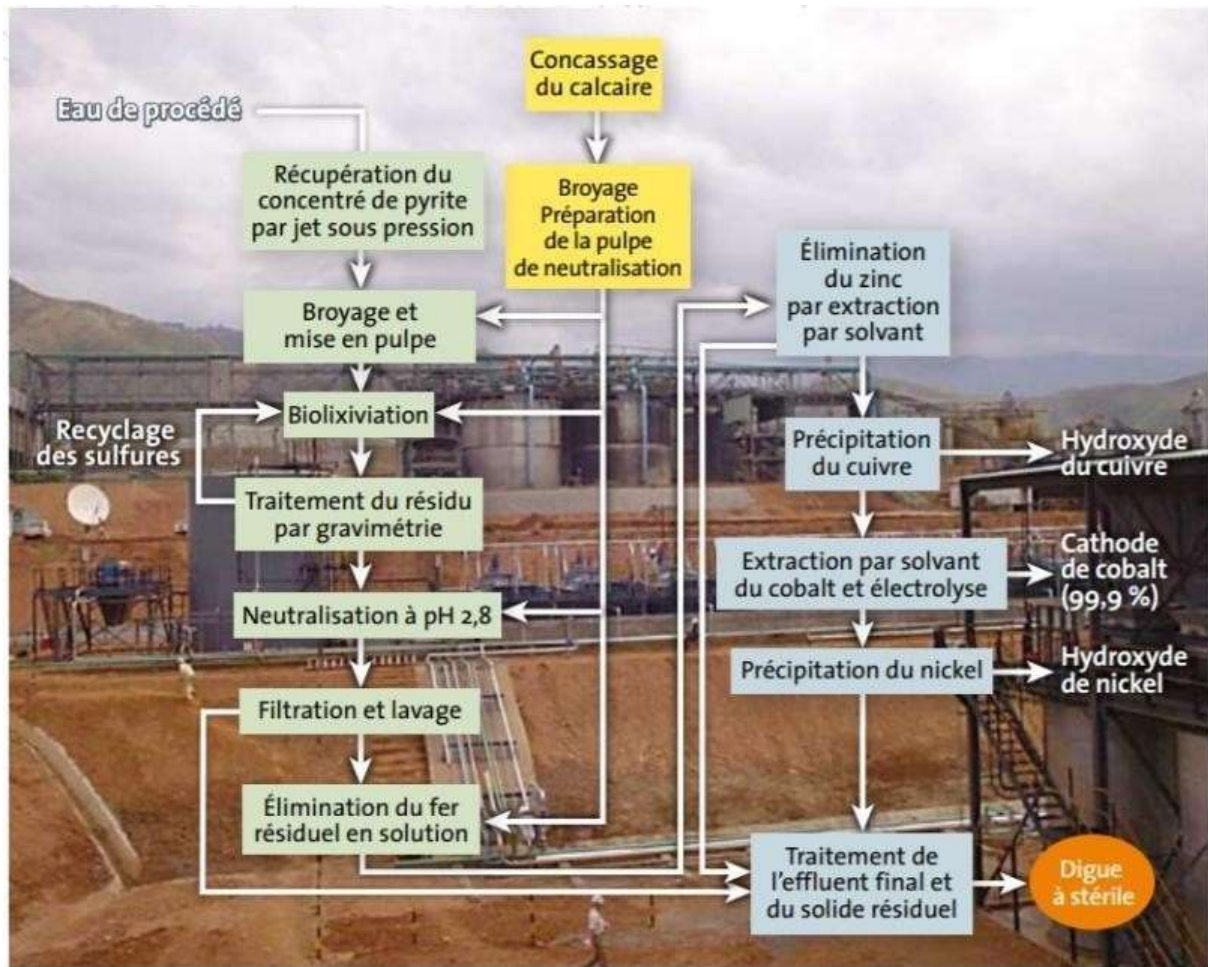 Concassage
du calcaire
Eau de procédé
Récupération du
concentré de pyrite
par jet sous pression
Broyage
Préparation
de la pulpe
de neutralisation
Broyage et
mise en pulpe
Biolixiviation
Recyclage
des sulfures
Traitement du résidu
par gravimétrie
Neutralisation à pH 2,8
Filtration et lavage
Élimination du fer
résiduel en solution
Élimination
du zinc
par extraction
par solvant
Précipitation
du cuivre
Hydroxyde
du cuivre
Extraction par solvant
du cobalt et électrolyse
Cathode
de cobalt
(99,9 %)
Précipitation du nickel
Hydroxyde
de nickel
Traitement de
l'effluent final et
du solide résiduel
Digue
à stérile